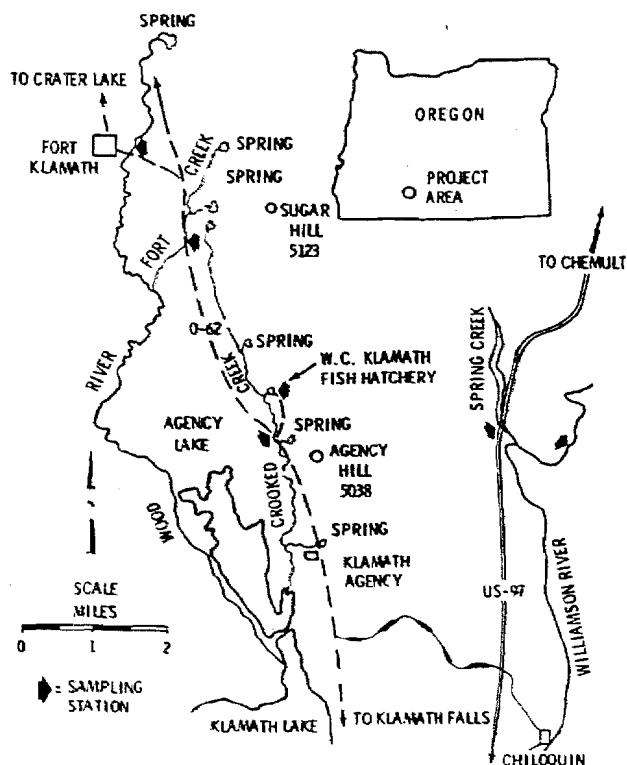 SPRING
TO CRATER LAKE
FORT
KLAMATH
CREEK
SPRING
SPRING
OREGON
PROJECT
AREA
SUGAR
HILL
5123
FORT
TO CHEMULT
O-62
SPRING
RIVER
CREEK
W.C. KLAMATH
FISH HATCHERY
SPRING CREEK
AGENCY
LAKE
SPRING
AGENCY
HILL
5038
CROOKED
WOOD
SPRING
KLAMATH
AGENCY
SCALE
MILES
0 1 2
US-97
WILLIAMSON RIVER
= SAMPLING
STATION
KLAMATH LAKE
TO KLAMATH FALLS
CHILOQUIN